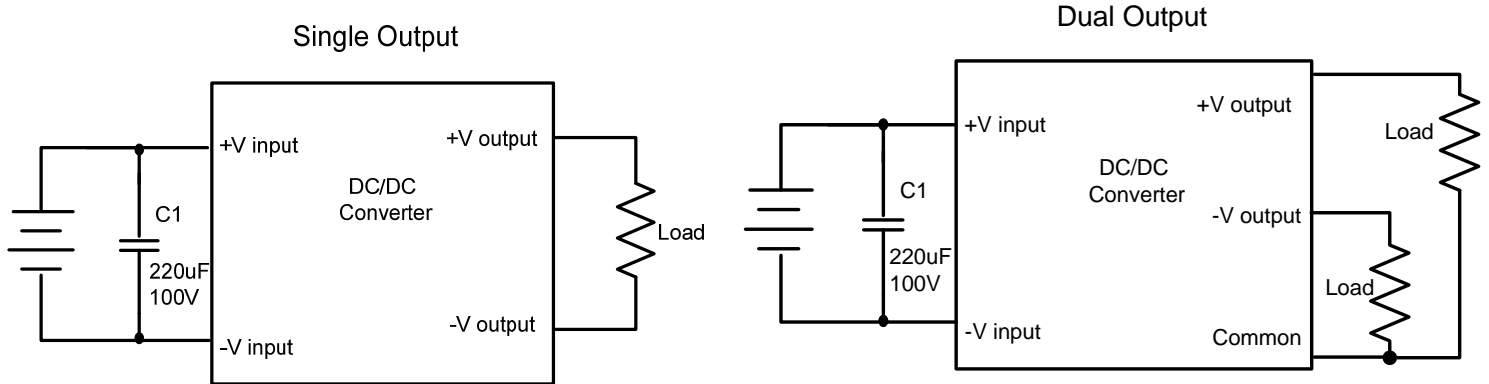 Single Output
+V input
+V output
DC/DC
Converter
C1
220uF
100V
Load
-V output
-V input
Dual Output
+V output
+V input
Load
DC/DC
Converter
C1
-V output
220uF
100V
Load
-V input
Common